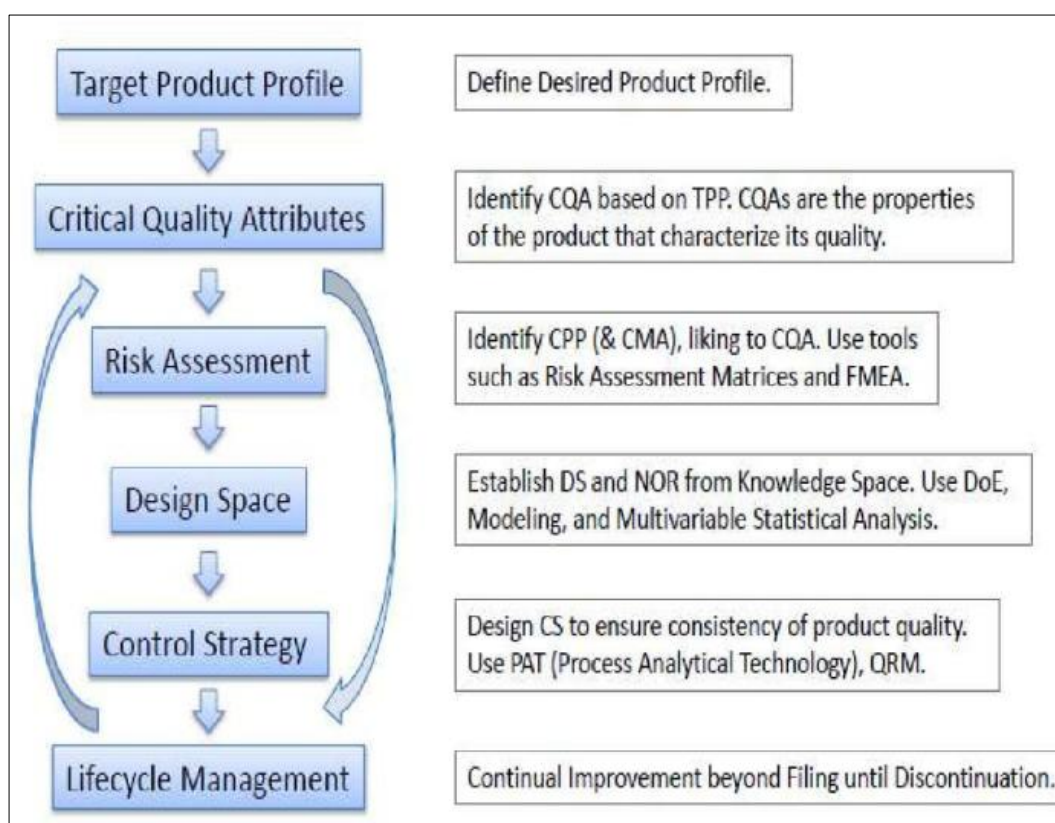 Target Product Profile
Define Desired Product Profile.
Critical Quality Attributes
Identify CQA based on TPP. CQAs are the properties
of the product that characterize its quality.
Risk Assessment
Identify CPP (& CMA), liking to CQA. Use tools
such as Risk Assessment Matrices and FMEA.
Design Space
Establish DS and NOR from Knowledge Space. Use DoE,
Modeling, and Multivariable Statistical Analysis.
Control Strategy
Design CS to ensure consistency of product quality.
Use PAT (Process Analytical Technology), QRM.
Lifecycle Management
Continual Improvement beyond Filing until Discontinuation.